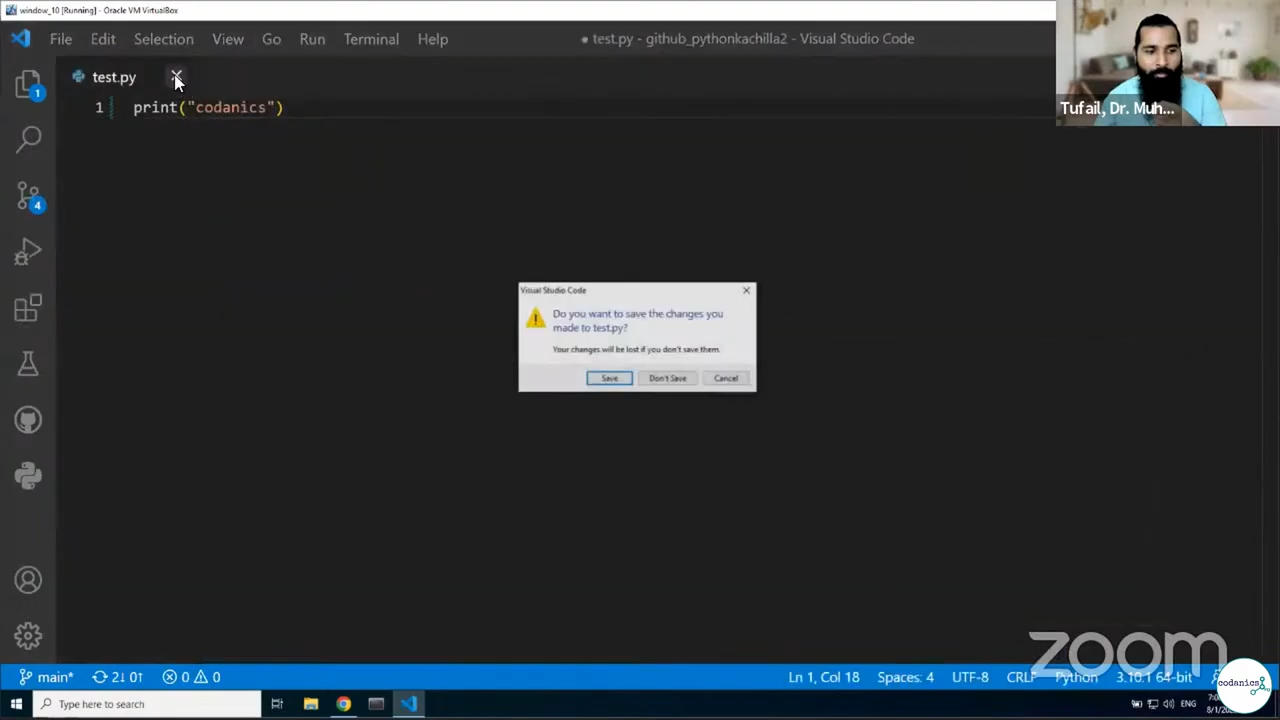 window_10 [Running] - Oracle VM VirtualBox
File Edit Selection View Go Run Terminal Help
● test.py - github_pythonkachilla2 - Visual Studio Code
Tufail, Dr. Muh...
test.py
1 print("codanics")
1
4
Visual Studio Code
Do you want to save the changes you
made to test.py?
Your changes will be lost if you don't save them.
Save Don't Save Cancel
zoom
codanics
main* 2↓ 0↑ 0 0 Ln 1, Col 18 Spaces: 4 UTF-8 CRLF Python 3.10.1 64-bit
Type here to search
ENG